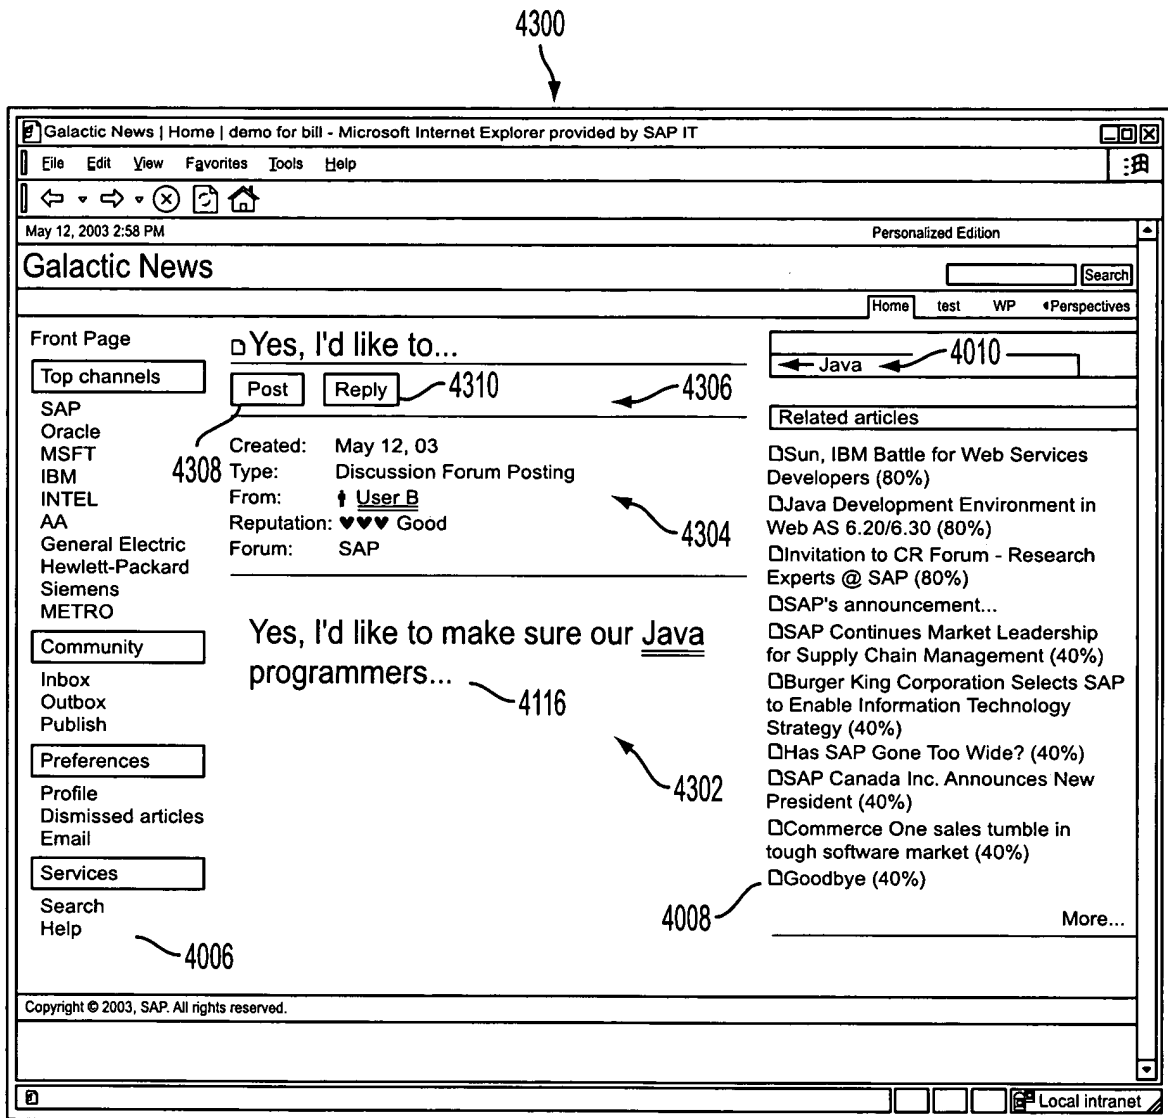 4300
Galactic News | Home | demo for bill - Microsoft Internet Explorer provided by SAP IT
File Edit View Favorites Tools Help
May 12, 2003 2:58 PM Personalized Edition
Galactic News
Search
Home test WP Perspectives
Front Page
Top channels
SAP
Oracle
MSFT
IBM
INTEL
AA
General Electric
Hewlett-Packard
Siemens
METRO
Community
Inbox
Outbox
Publish
Preferences
Profile
Dismissed articles
Email
Services
Search
Help
4006
Yes, I'd like to...
Post Reply 4310 4306
4308
Created: May 12, 03
Type: Discussion Forum Posting
From: User B
Reputation: ♥♥♥ Good
Forum: SAP
4304
Yes, I'd like to make sure our Java
programmers...
4116
4302
Java 4010
Related articles
Sun, IBM Battle for Web Services
Developers (80%)
Java Development Environment in
Web AS 6.20/6.30 (80%)
Invitation to CR Forum - Research
Experts @ SAP (80%)
SAP's announcement...
SAP Continues Market Leadership
for Supply Chain Management (40%)
Burger King Corporation Selects SAP
to Enable Information Technology
Strategy (40%)
Has SAP Gone Too Wide? (40%)
SAP Canada Inc. Announces New
President (40%)
Commerce One sales tumble in
tough software market (40%)
Goodbye (40%)
4008
More...
Copyright © 2003, SAP. All rights reserved.
Local intranet